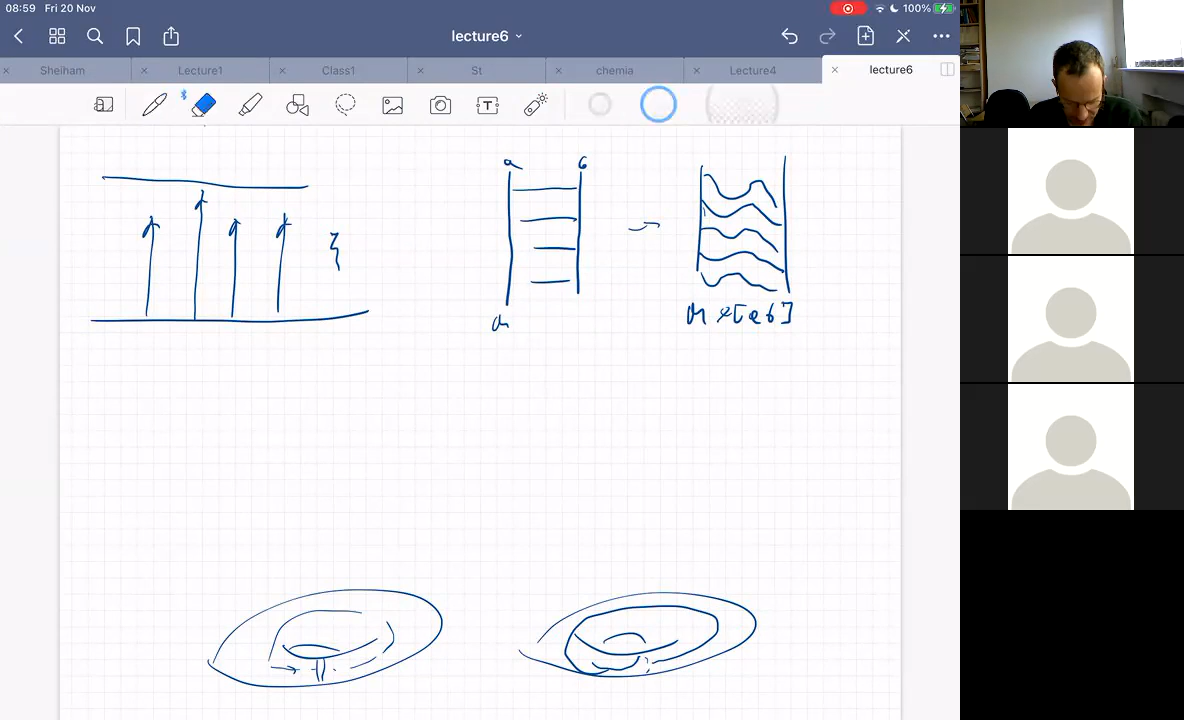 08:59 Fri 20 Nov
100%
lecture6
Sheiham
Lecture1
Class1
St
chemia
Lecture4
lecture6
T
a b
M × [a b]